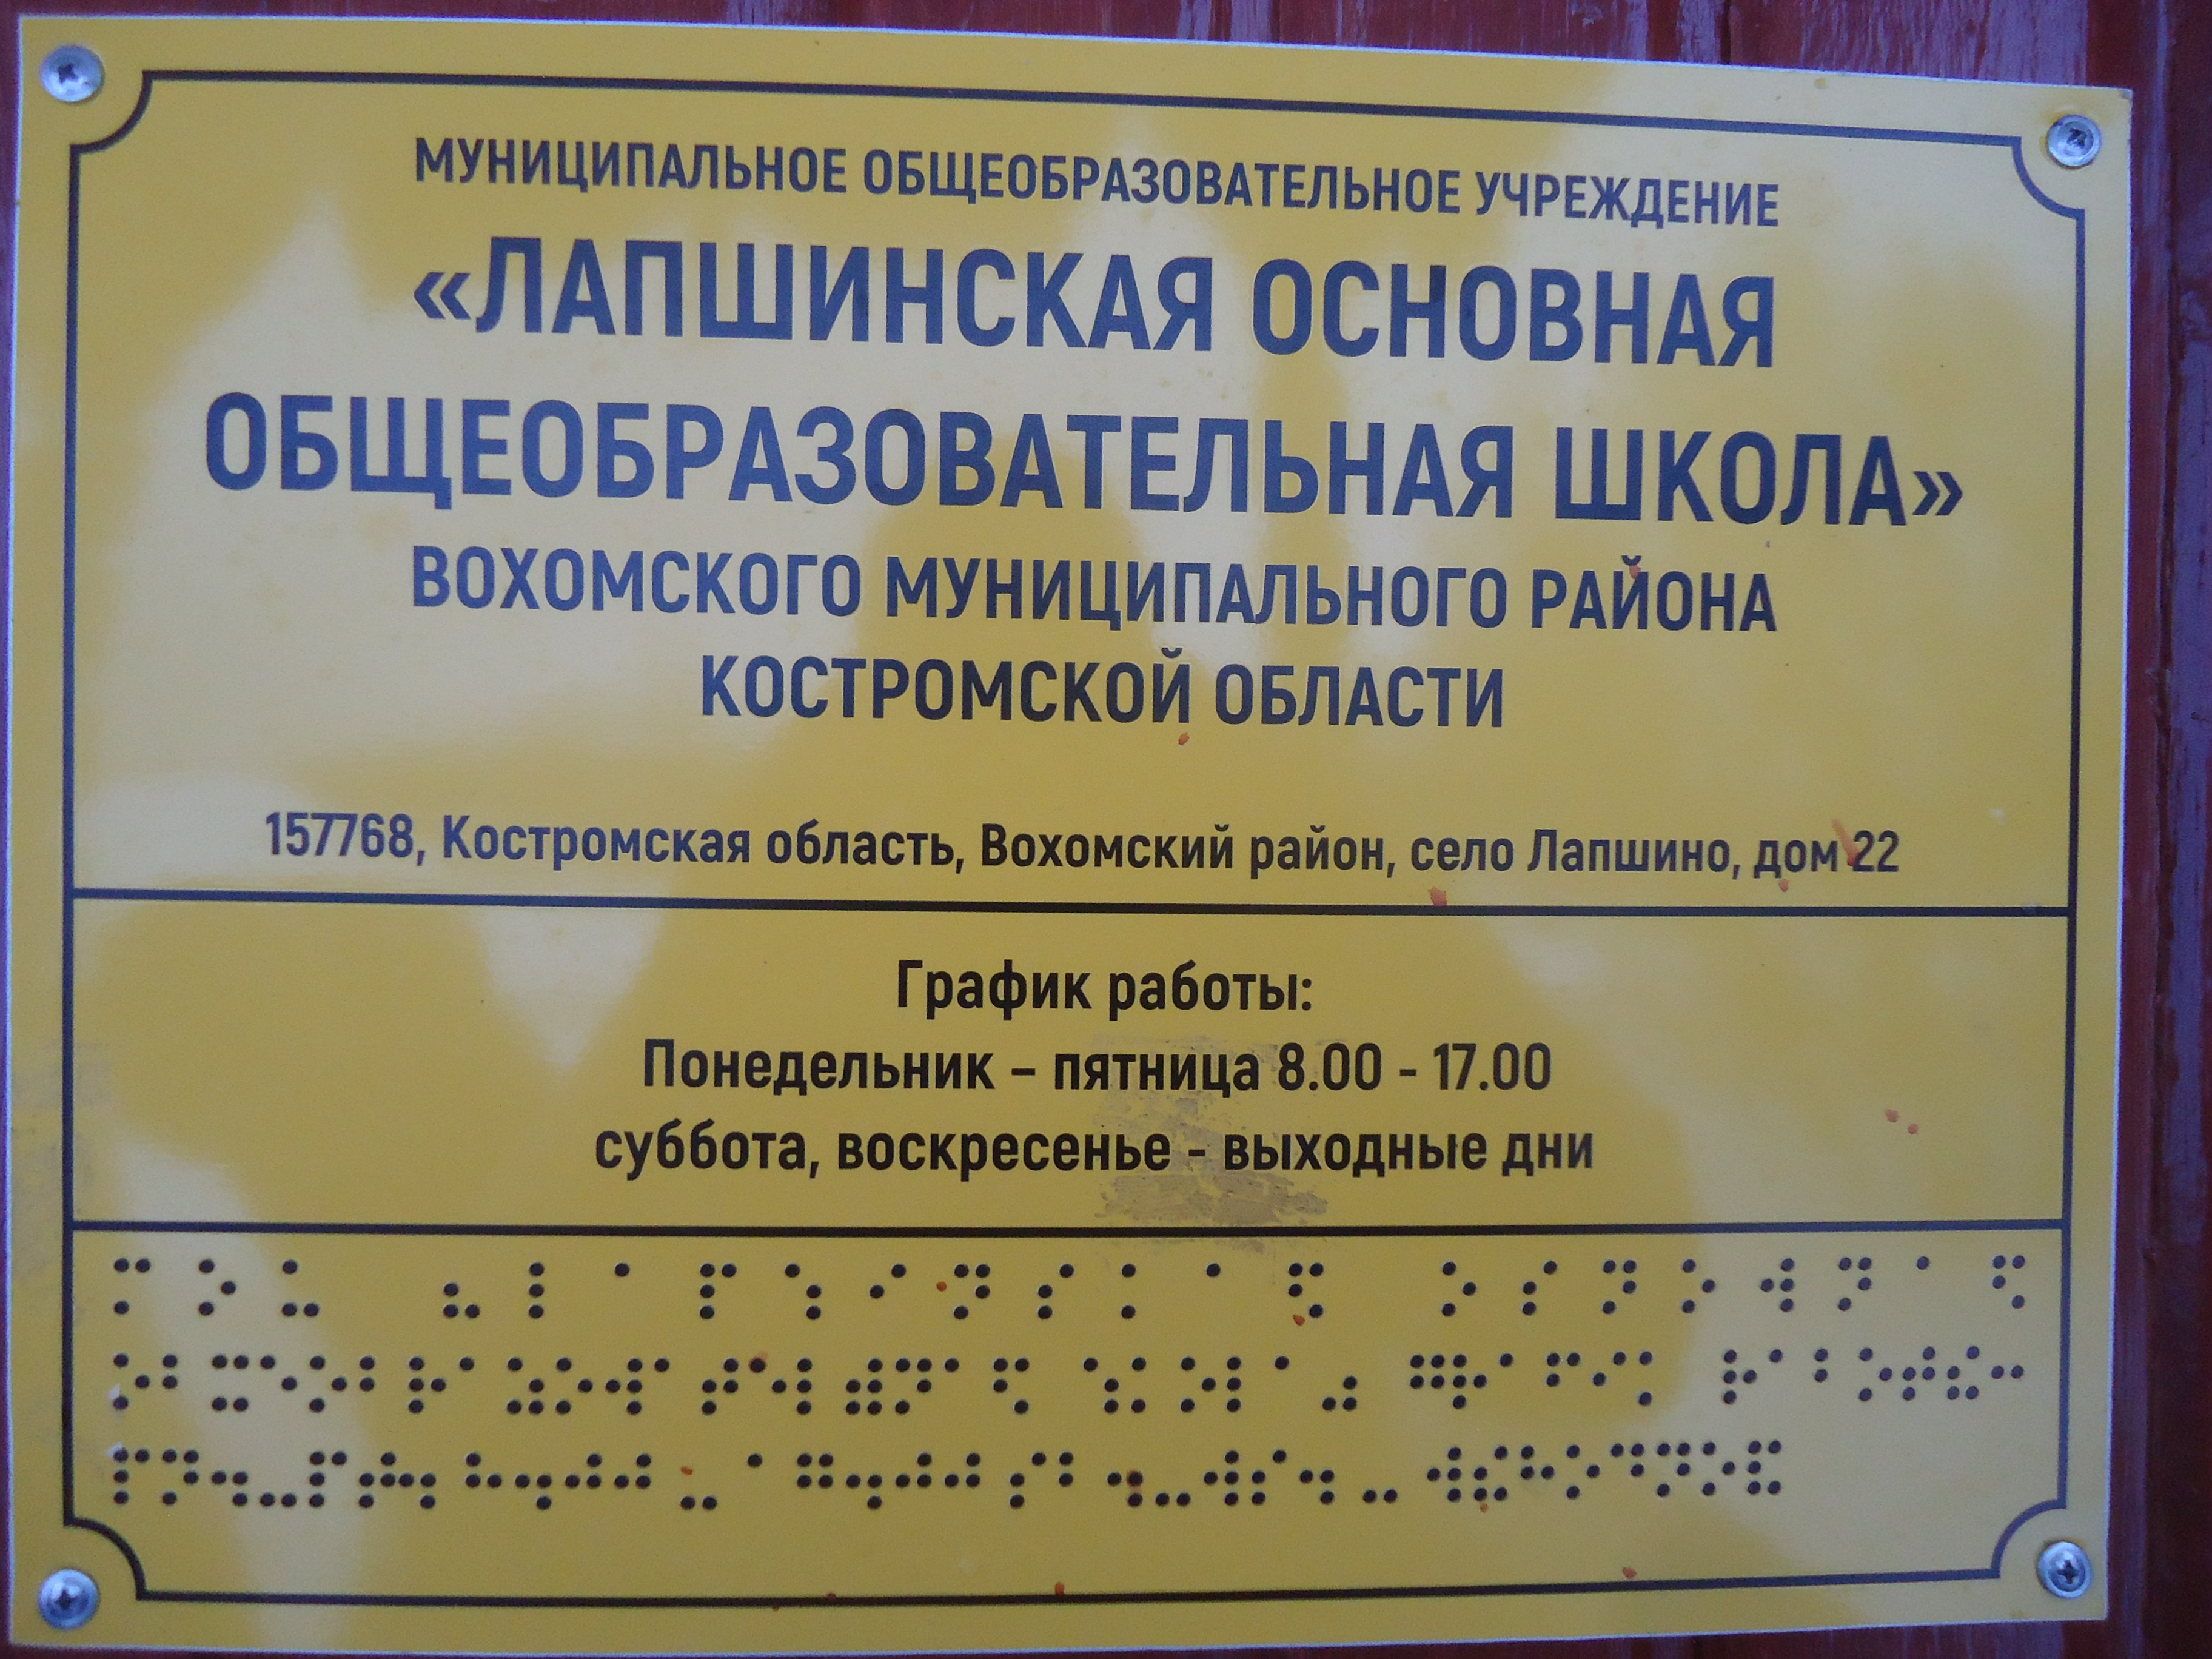 МУНИЦИПАЛЬНОЕ ОБЩЕОБРАЗОВАТЕЛЬНОЕ УЧРЕЖДЕНИЕ
«ЛАПШИНСКАЯ ОСНОВНАЯ
ОБЩЕОБРАЗОВАТЕЛЬНАЯ ШКОЛА»
ВОХОМСКОГО МУНИЦИПАЛЬНОГО РАЙОНА
КОСТРОМСКОЙ ОБЛАСТИ
157768, Костромская область, Вохомский район, село Лапшино, дом 22
График работы:
Понедельник – пятница 8.00 - 17.00
суббота, воскресенье - выходные дни